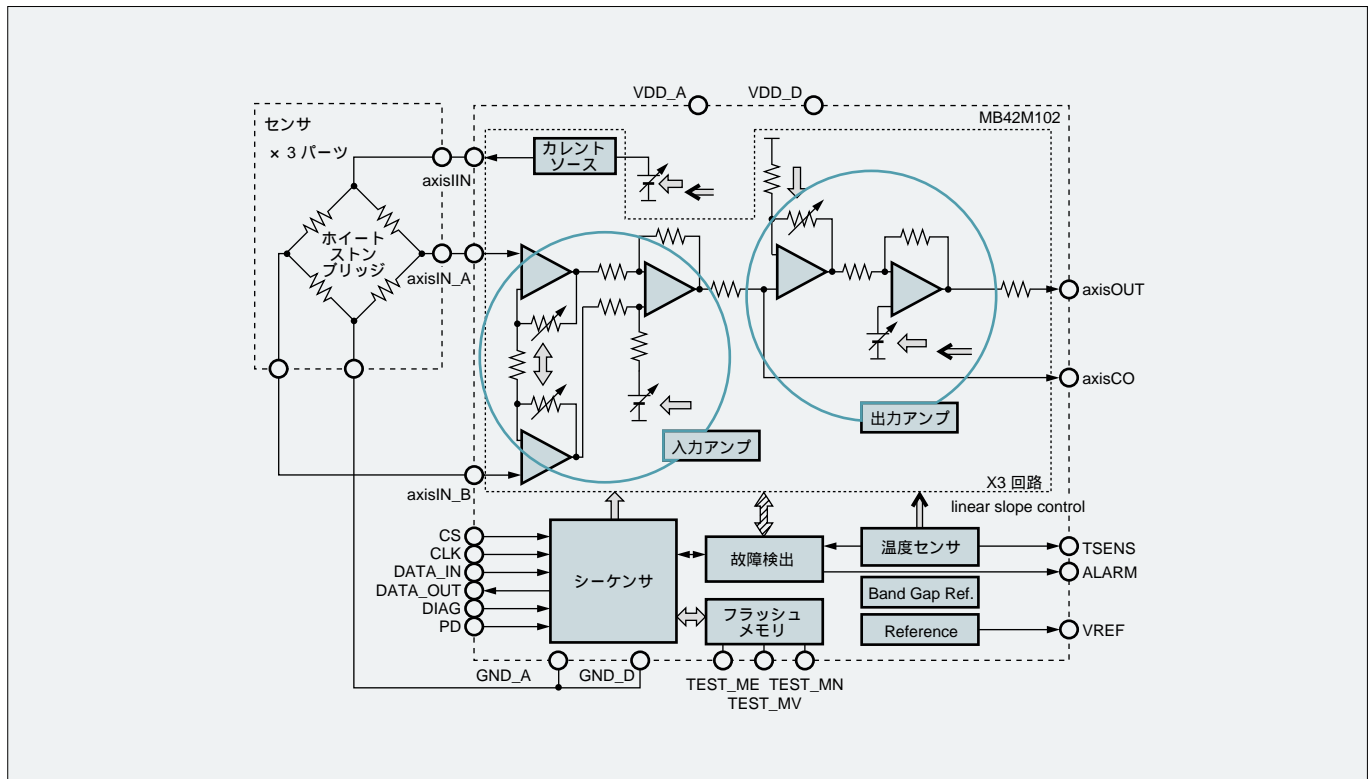 VDD_A
VDD_D
MB42M102
センサ
× 3 パーツ
axisIIN
カレント
ソース
ホイート
ストン
ブリッジ
axisIN_A
axisOUT
axisCO
出力アンプ
入力アンプ
axisIN_B
X3 回路
linear slope control
CS
CLK
DATA_IN
DATA_OUT
DIAG
PD
シーケンサ
故障検出
温度センサ
TSENS
ALARM
Band Gap Ref.
フラッシュ
メモリ
Reference
VREF
GND_A
GND_D
TEST_ME
TEST_MN
TEST_MV